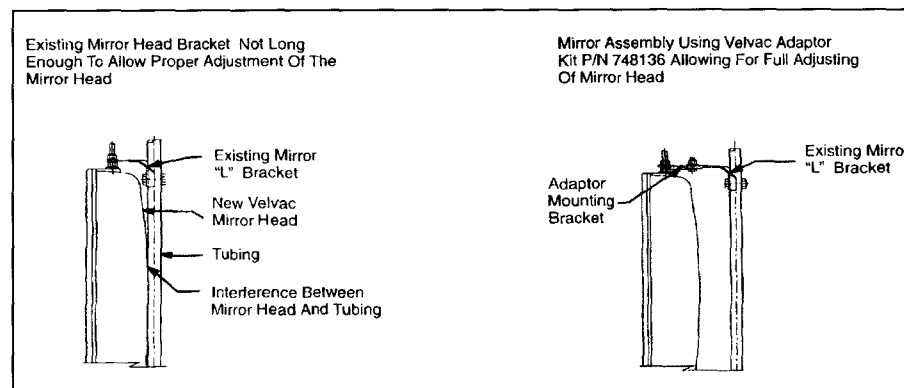 Existing Mirror Head Bracket Not Long
Enough To Allow Proper Adjustment Of The
Mirror Head
Existing Mirror
"L" Bracket
New Velvac
Mirror Head
Tubing
Interference Between
Mirror Head And Tubing
Mirror Assembly Using Velvac Adaptor
Kit P/N 748136 Allowing For Full Adjusting
Of Mirror Head
Existing Mirro
"L" Bracket
Adaptor
Mounting
Bracket